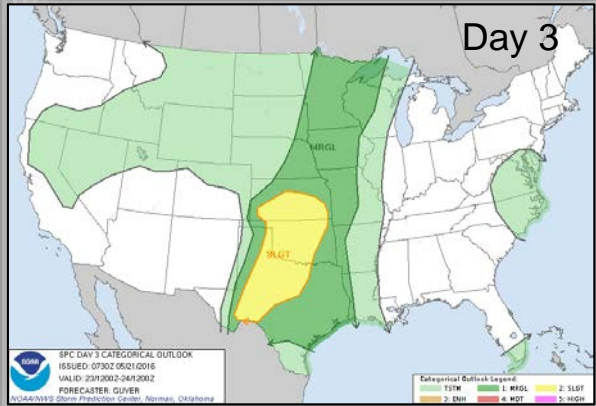 Day 3
MRGL
SLGT
NOAA
SPC DAY 3 CATEGORICAL OUTLOOK
ISSUED: 0730Z 05/21/2016
VALID: 23/1200Z-24/1200Z
FORECASTER: GUYER
NOAA/NWS Storm Prediction Center, Norman, Oklahoma
Categorical Outlook Legend:
TSTM 1: MRGL 2: SLGT
3: ENH 4: MDT 5: HIGH